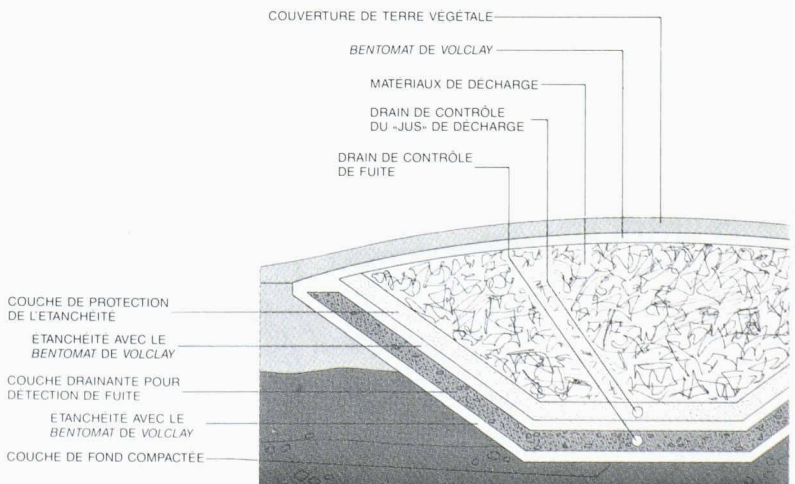 COUVERTURE DE TERRE VÉGÉTALE
BENTOMAT DE VOLCLAY
MATÉRIAUX DE DÉCHARGE
DRAIN DE CONTRÔLE
DU «JUS» DE DÉCHARGE
DRAIN DE CONTRÔLE
DE FUITE
COUCHE DE PROTECTION
DE L'ÉTANCHÉITÉ
ÉTANCHÉITÉ AVEC LE
BENTOMAT DE VOLCLAY
COUCHE DRAINANTE POUR
DÉTECTION DE FUITE
ÉTANCHÉITÉ AVEC LE
BENTOMAT DE VOLCLAY
COUCHE DE FOND COMPACTÉE